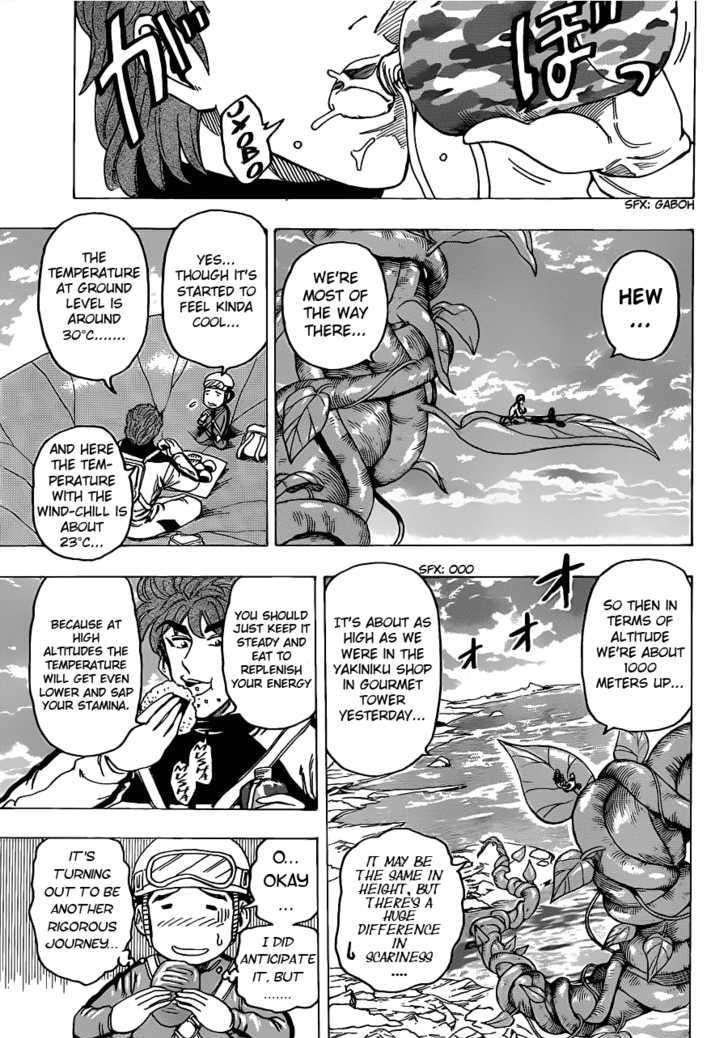 ガ
ぼっ
JXOBO
SFX: GABOH
HEW
...
WE'RE
MOST OF
THE WAY
THERE...
YES...
THOUGH IT'S
STARTED TO
FEEL KINDA
COOL...
THE
TEMPERATURE
AT GROUND
LEVEL IS
AROUND
30°C.......
AND HERE
THE TEM-
PERATURE
WITH THE
WIND-CHILL IS
ABOUT
23°C...
SFX: OOO
オ
オ
オ
SO THEN IN
TERMS OF
ALTITUDE
WE'RE ABOUT
1000
METERS UP...
IT'S ABOUT AS
HIGH AS WE
WERE IN THE
YAKINIKU SHOP
IN GOURMET
TOWER
YESTERDAY...
IT MAY BE
THE SAME IN
HEIGHT, BUT
THERE'S A
HUGE
DIFFERENCE
IN
SCARINESS
....
YOU SHOULD
JUST KEEP IT
STEADY AND
EAT TO
REPLENISH
YOUR ENERGY
BECAUSE AT
HIGH
ALTITUDES THE
TEMPERATURE
WILL GET EVEN
LOWER AND SAP
YOUR STAMINA.
O...
OKAY
...
I DID
ANTICIPATE
IT, BUT
.......
IT'S
TURNING
OUT TO BE
ANOTHER
RIGOROUS
JOURNEY...